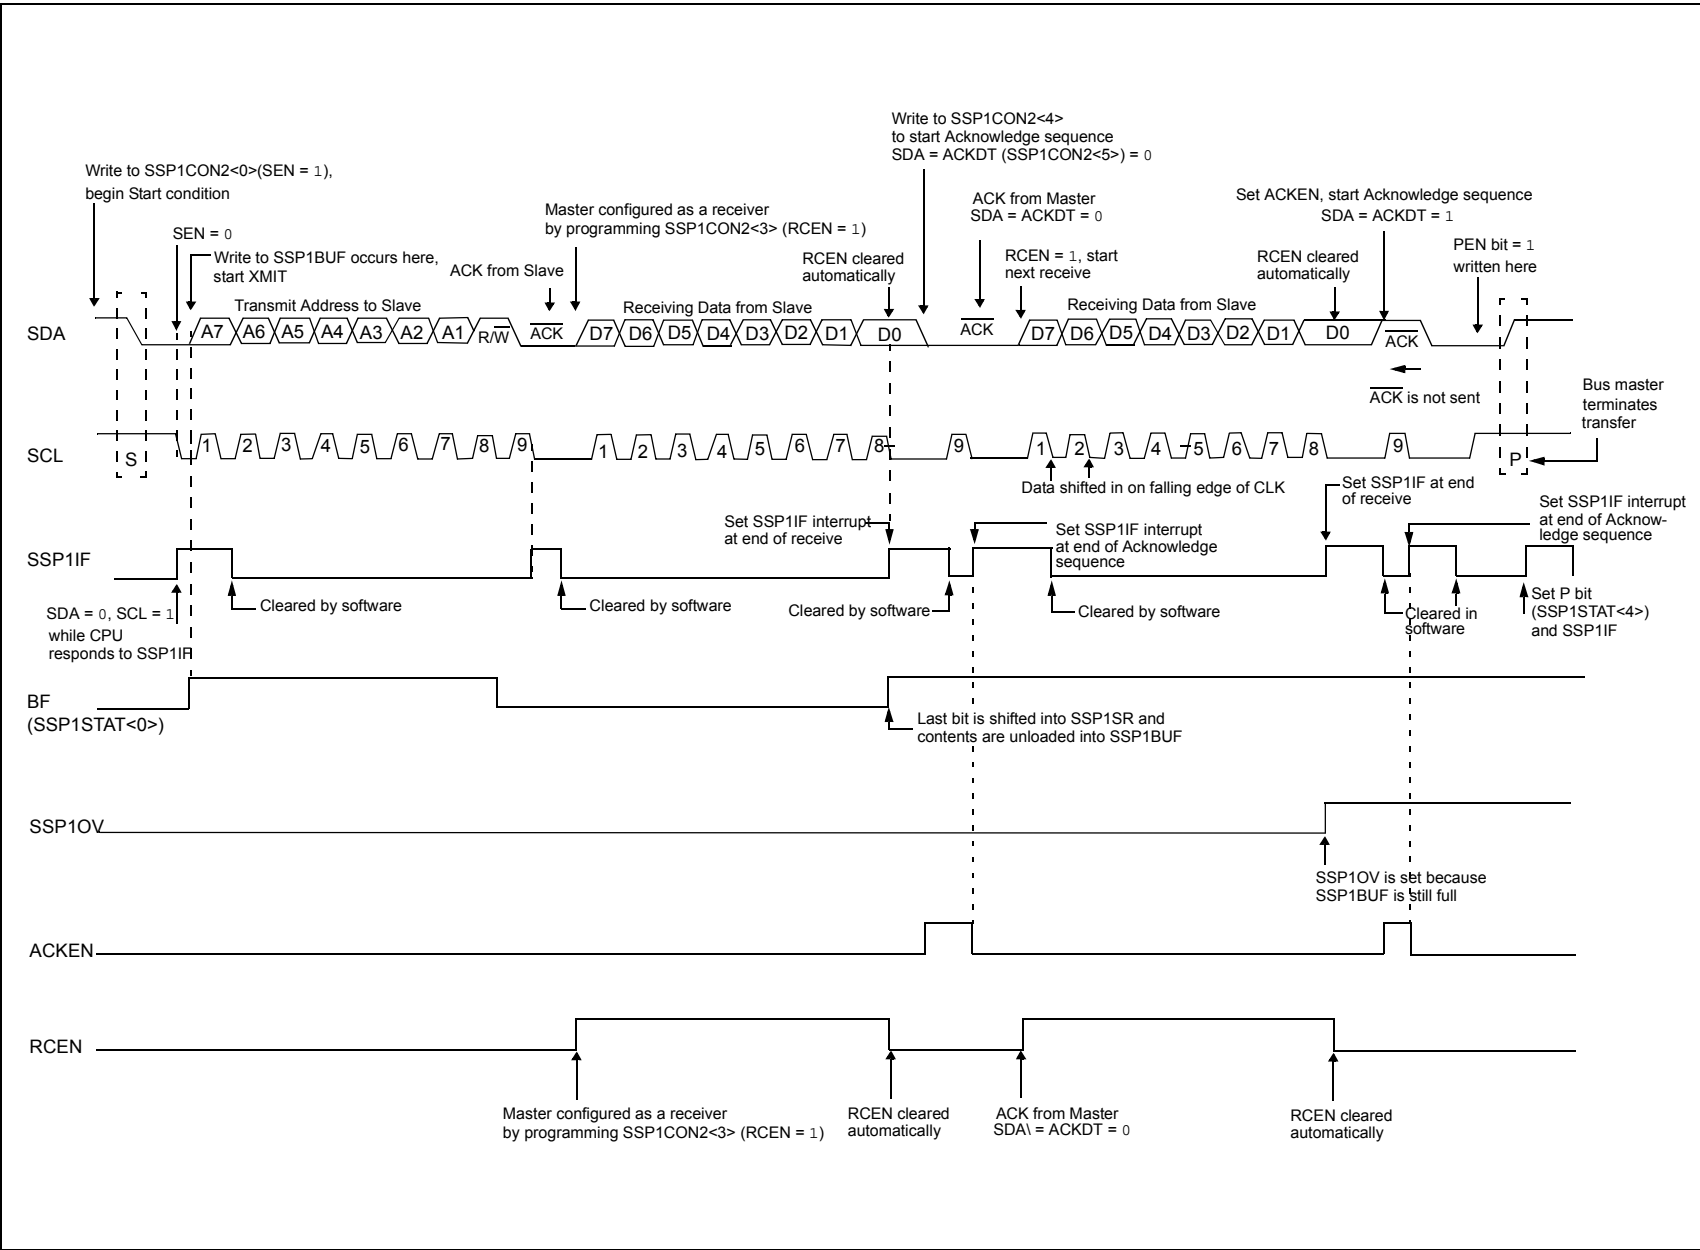 Write to SSP1CON2<4>
to start Acknowledge sequence
SDA = ACKDT (SSP1CON2<5>) = 0
Write to SSP1CON2<0>(SEN = 1),
begin Start condition
ACK from Master
SDA = ACKDT = 0
Set ACKEN, start Acknowledge sequence
SDA = ACKDT = 1
Master configured as a receiver
by programming SSP1CON2<3> (RCEN = 1)
SEN = 0
Write to SSP1BUF occurs here,
start XMIT
ACK from Slave
RCEN cleared
automatically
RCEN = 1, start
next receive
RCEN cleared
automatically
PEN bit = 1
written here
Transmit Address to Slave
Receiving Data from Slave
Receiving Data from Slave
SDA
A7 A6 A5 A4 A3 A2 A1 R/W ACK D7 D6 D5 D4 D3 D2 D1 D0 ACK D7 D6 D5 D4 D3 D2 D1 D0 ACK
ACK is not sent
Bus master
terminates
transfer
SCL
S 1 2 3 4 5 6 7 8 9 1 2 3 4 5 6 7 8 9 1 2 3 4 5 6 7 8 9 P
Data shifted in on falling edge of CLK
Set SSP1IF at end
of receive
Set SSP1IF interrupt
at end of receive
Set SSP1IF interrupt
at end of Acknowledge
sequence
Set SSP1IF interrupt
at end of Acknow-
ledge sequence
SSP1IF
SDA = 0, SCL = 1
while CPU
responds to SSP1IF
Cleared by software
Cleared by software
Cleared by software
Cleared by software
Cleared in
software
Set P bit
(SSP1STAT<4>)
and SSP1IF
BF
(SSP1STAT<0>)
Last bit is shifted into SSP1SR and
contents are unloaded into SSP1BUF
SSP1OV
SSP1OV is set because
SSP1BUF is still full
ACKEN
RCEN
Master configured as a receiver
by programming SSP1CON2<3> (RCEN = 1)
RCEN cleared
automatically
ACK from Master
SDA\ = ACKDT = 0
RCEN cleared
automatically